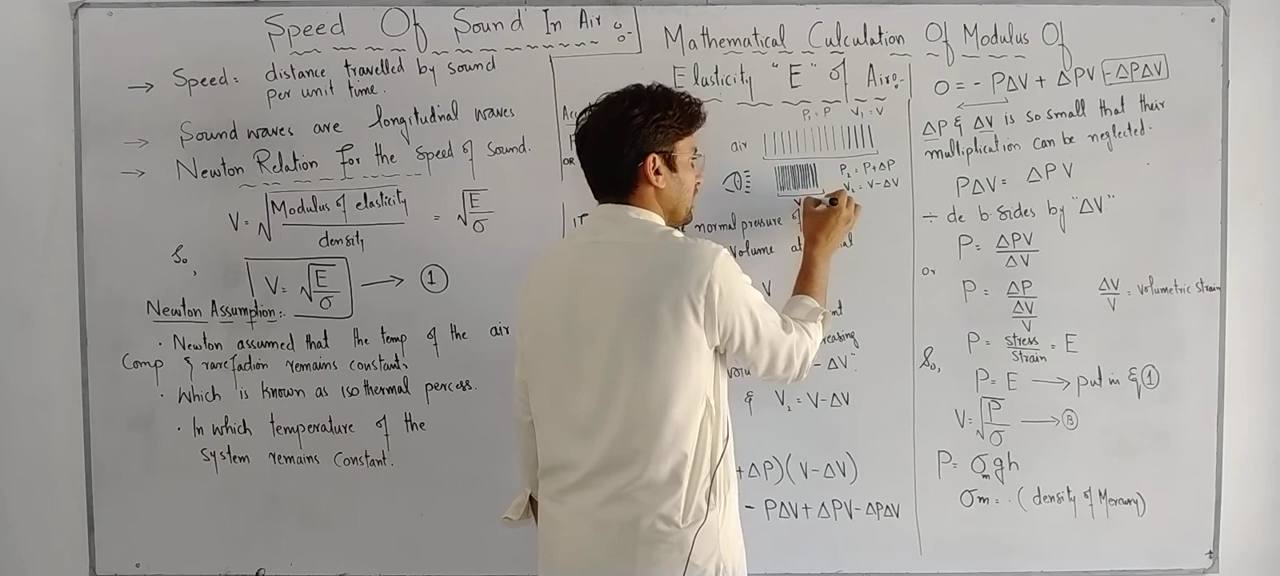 Speed Of Sound In Air :-
→ Speed: distance travelled by sound
per unit time.
→ Sound waves are longitudnal waves
→ Newton Relation For the Speed of Sound.
V = √(Modulus of elasticity / density) = √(E/σ)
So,
V = √(E/σ) → ①
Newton Assumption:-
· Newton assumed that the temp of the air
Comp & rarefaction remains constant.
· Which is known as isothermal percess.
· In which temperature of the
System remains Constant.
Mathematical Calculation Of Modulus Of
Elasticity "E" of Air:-
P₁ = P V₁ = V
air
P₂ = P+ΔP
V₂ = V-ΔV
OR
normal pressure of
Volume at
V
- ΔV"
& V₂ = V-ΔV
+ΔP)(V-ΔV)
- PΔV+ΔPV-ΔPΔV
0 = - PΔV + ΔPV -ΔPΔV
ΔP & ΔV is so small that their
multiplication can be neglected.
PΔV = ΔPV
÷ de b·sides by "ΔV"
P = ΔPV/ΔV
or
P = ΔP/(ΔV/V) ΔV/V = volumetric strain
P = stress/strain = E
So,
P = E → put in eq ①
V = √(P/σ) → Ⓑ
P = σₘgh
σm = (density of Mercury)